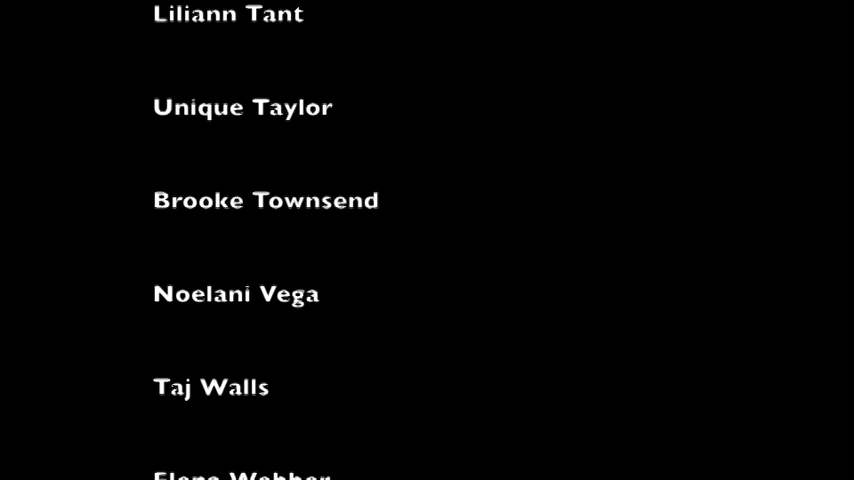 Liliann Tant
Unique Taylor
Brooke Townsend
Noelani Vega
Taj Walls